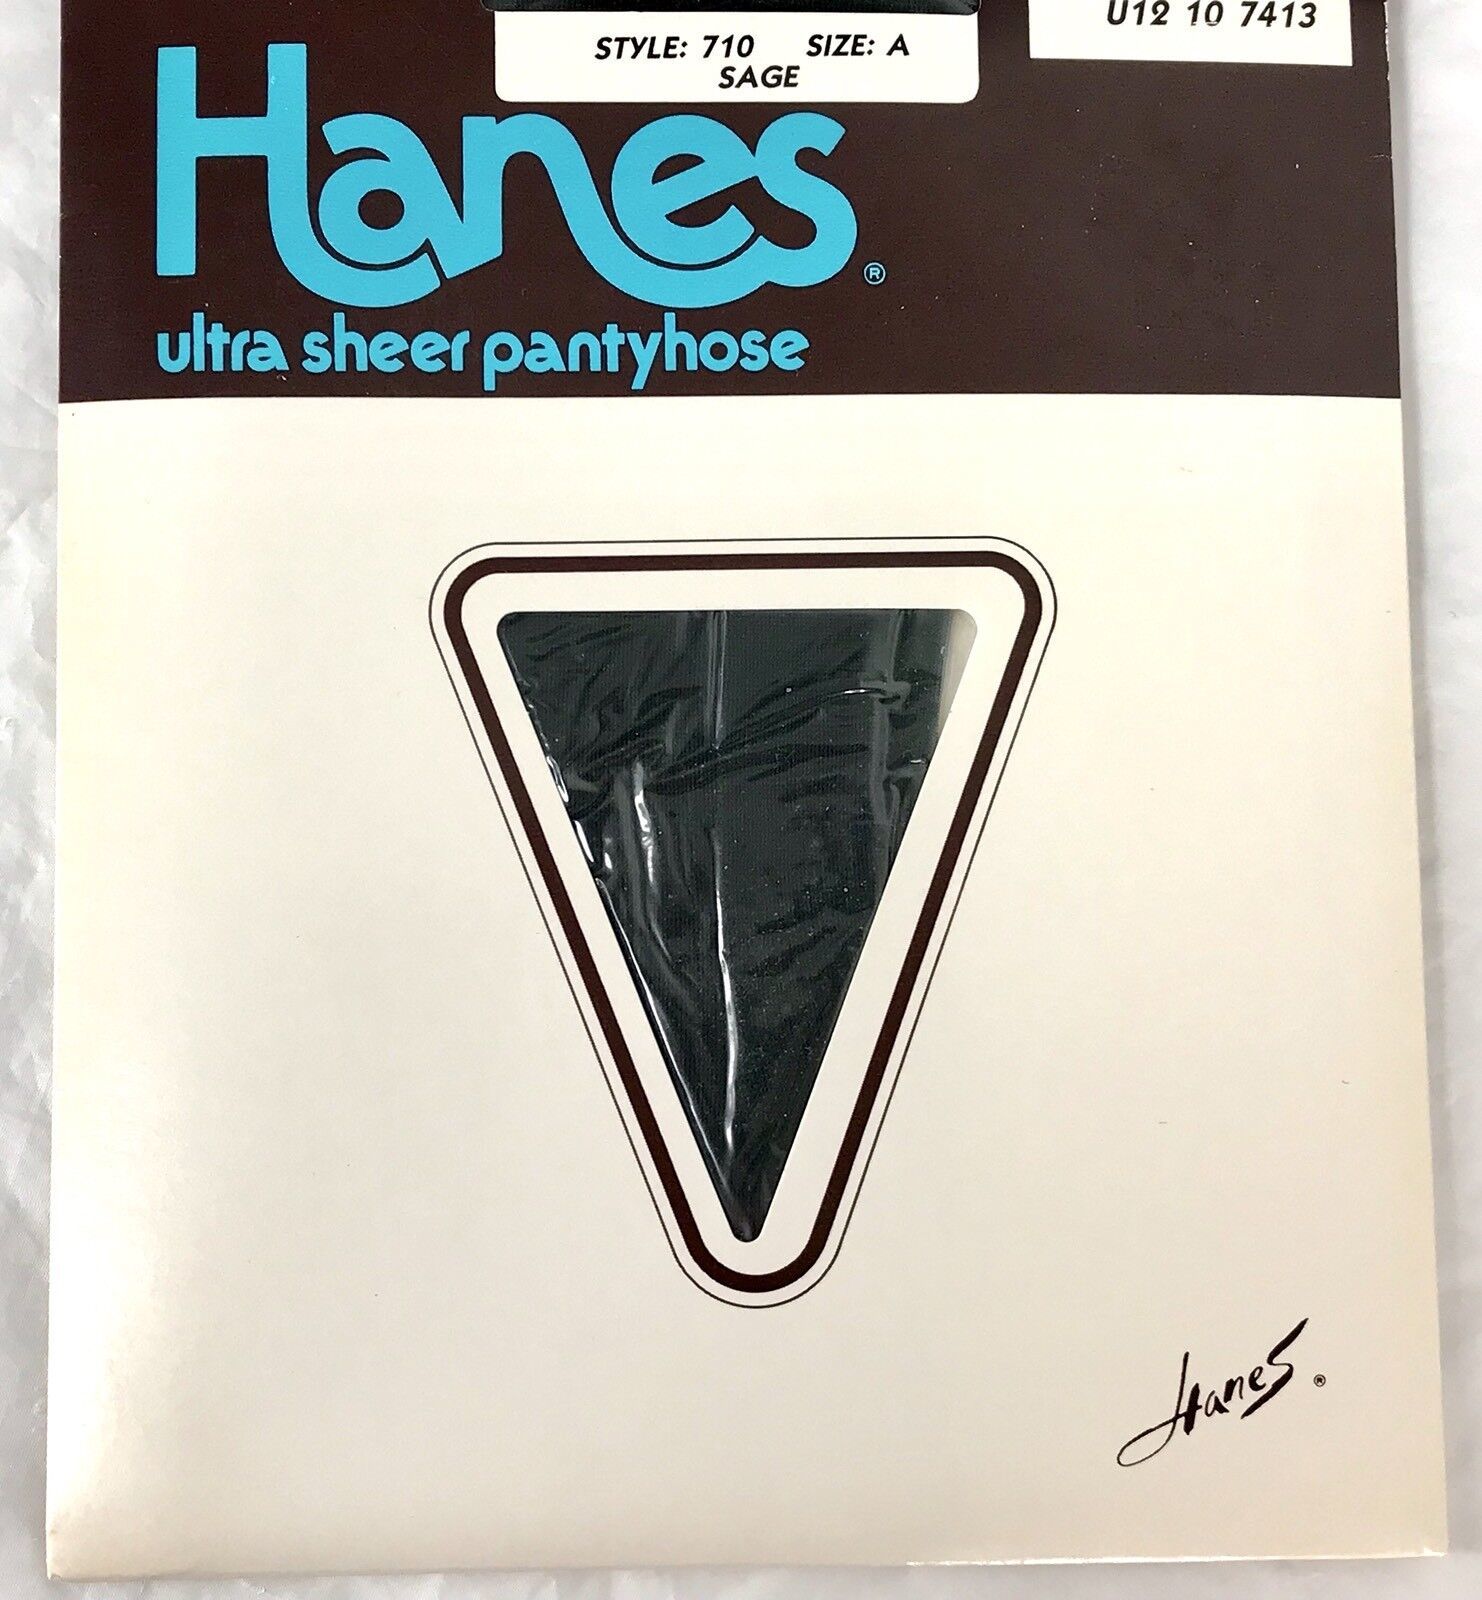 U12 10 7413
STYLE: 710 SIZE: A
SAGE
Hanes®
ultra sheer pantyhose
Hanes®